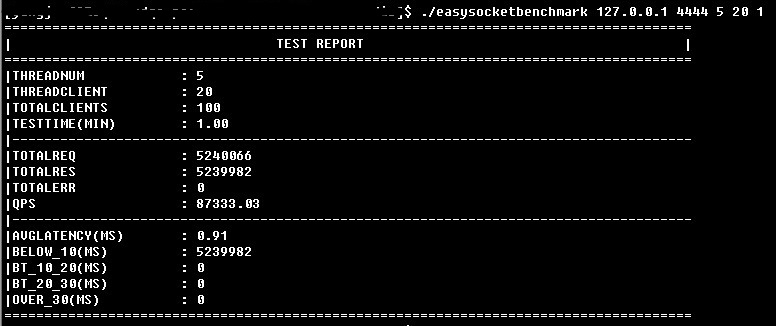 $ ./easysocketbenchmark 127.0.0.1 4444 5 20 1
================================================================================
| TEST REPORT |
================================================================================
|THREADNUM : 5
|THREADCLIENT : 20
|TOTALCLIENTS : 100
|TESTTIME(MIN) : 1.00
|-------------------------------------------------------------------------------
|TOTALREQ : 5240066
|TOTALRES : 5239982
|TOTALERR : 0
|QPS : 87333.03
|-------------------------------------------------------------------------------
|AVGLATENCY(MS) : 0.91
|BELOW_10(MS) : 5239982
|BT_10_20(MS) : 0
|BT_20_30(MS) : 0
|OVER_30(MS) : 0
================================================================================